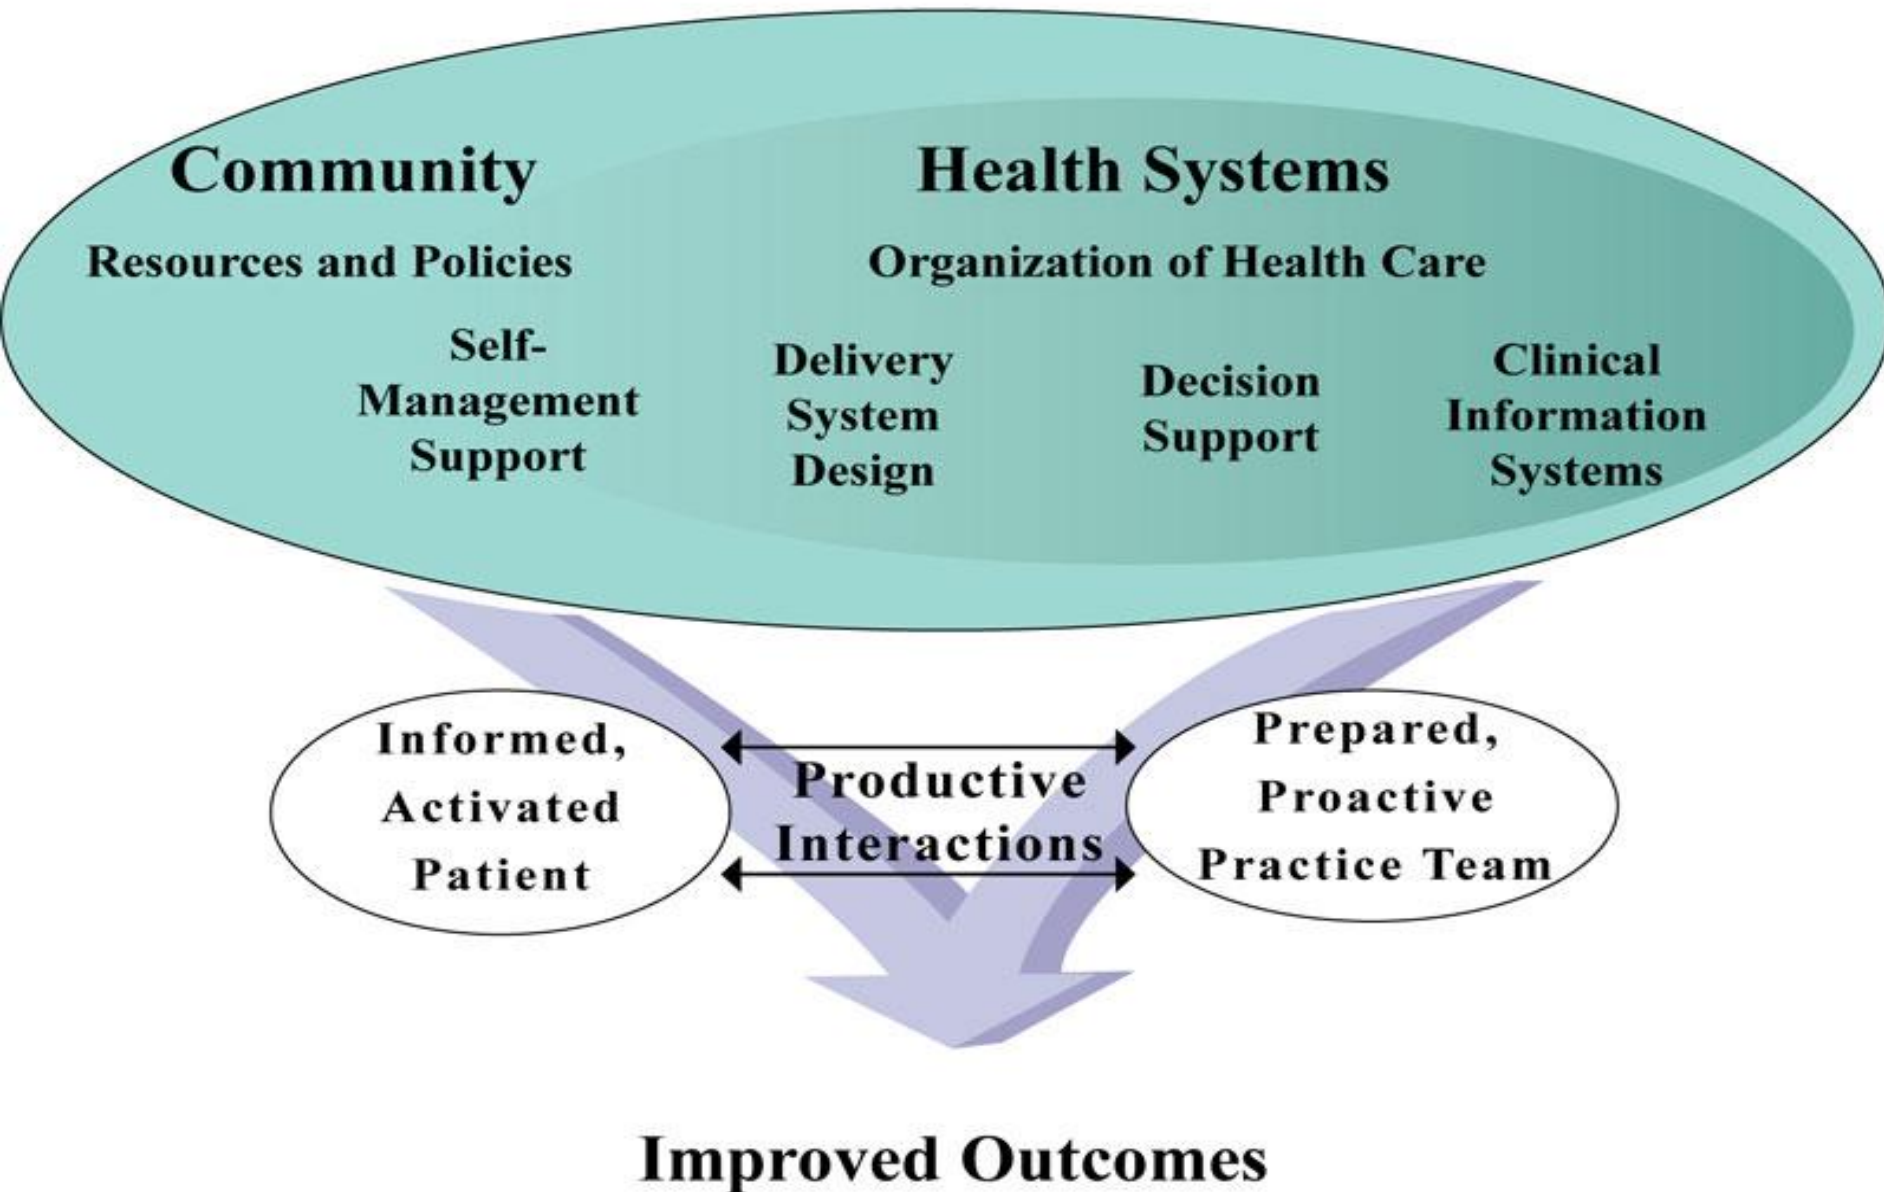 Community
Health Systems
Resources and Policies
Organization of Health Care
Self-
Management
Support
Delivery
System
Design
Decision
Support
Clinical
Information
Systems
Informed,
Activated
Patient
Productive
Interactions
Prepared,
Proactive
Practice Team
Improved Outcomes